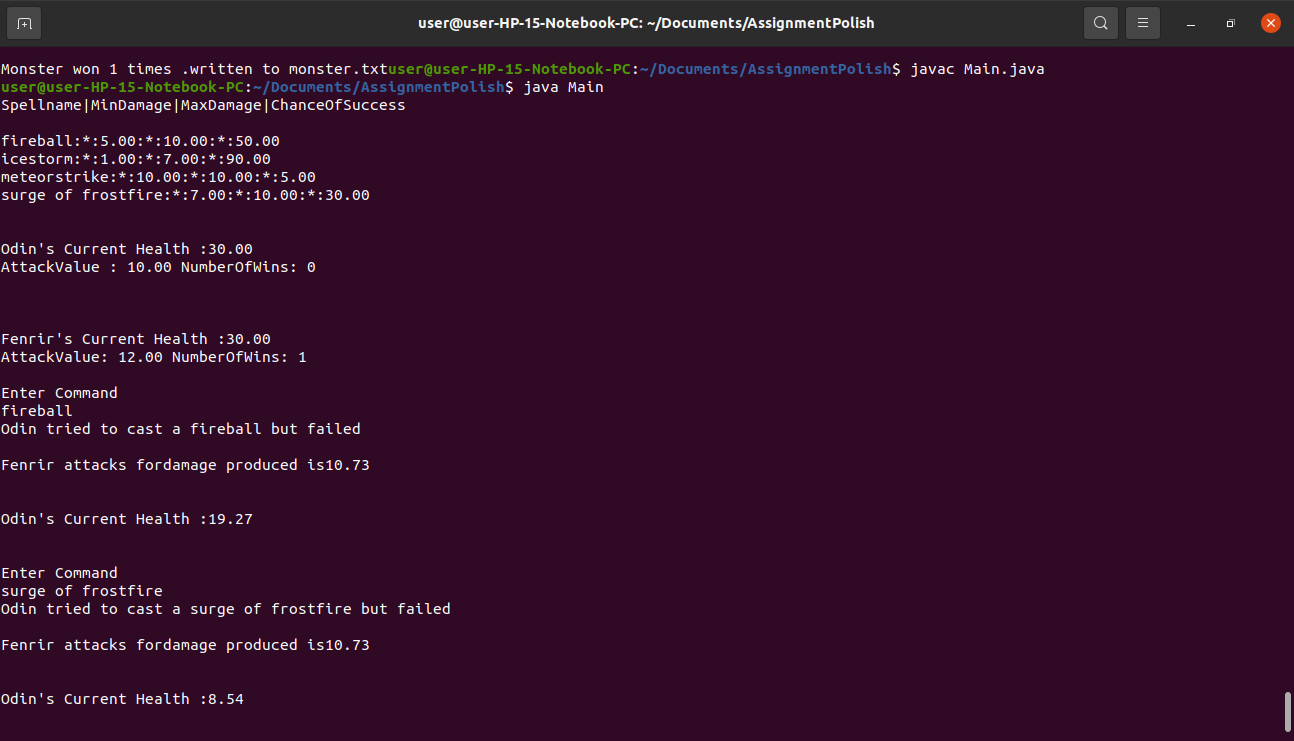 user@user-HP-15-Notebook-PC: ~/Documents/AssignmentPolish
Monster won 1 times .written to monster.txtuser@user-HP-15-Notebook-PC:~/Documents/AssignmentPolish$ javac Main.java
user@user-HP-15-Notebook-PC:~/Documents/AssignmentPolish$ java Main
Spellname|MinDamage|MaxDamage|ChanceOfSuccess
fireball:*:5.00:*:10.00:*:50.00
icestorm:*:1.00:*:7.00:*:90.00
meteorstrike:*:10.00:*:10.00:*:5.00
surge of frostfire:*:7.00:*:10.00:*:30.00
Odin's Current Health :30.00
AttackValue : 10.00 NumberOfWins: 0
Fenrir's Current Health :30.00
AttackValue: 12.00 NumberOfWins: 1
Enter Command
fireball
Odin tried to cast a fireball but failed
Fenrir attacks fordamage produced is10.73
Odin's Current Health :19.27
Enter Command
surge of frostfire
Odin tried to cast a surge of frostfire but failed
Fenrir attacks fordamage produced is10.73
Odin's Current Health :8.54